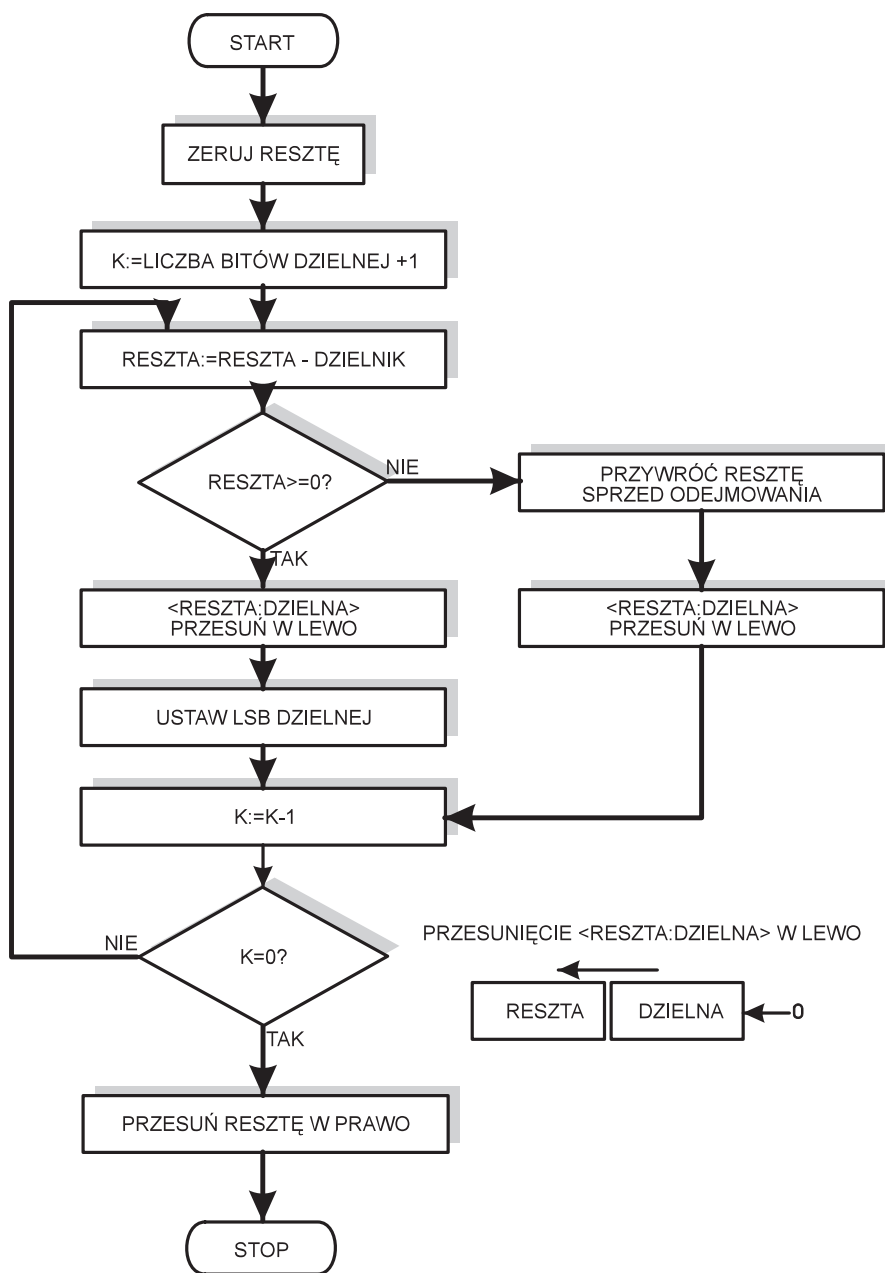 START
ZERUJ RESZTĘ
K:=LICZBA BITÓW DZIELNEJ +1
RESZTA:=RESZTA - DZIELNIK
RESZTA>=0?
NIE
PRZYWRÓĆ RESZTĘ
SPRZED ODEJMOWANIA
TAK
<RESZTA:DZIELNA>
PRZESUŃ W LEWO
<RESZTA:DZIELNA>
PRZESUŃ W LEWO
USTAW LSB DZIELNEJ
K:=K-1
K=0?
NIE
TAK
PRZESUNIĘCIE <RESZTA:DZIELNA> W LEWO
RESZTA
DZIELNA
0
PRZESUŃ RESZTĘ W PRAWO
STOP